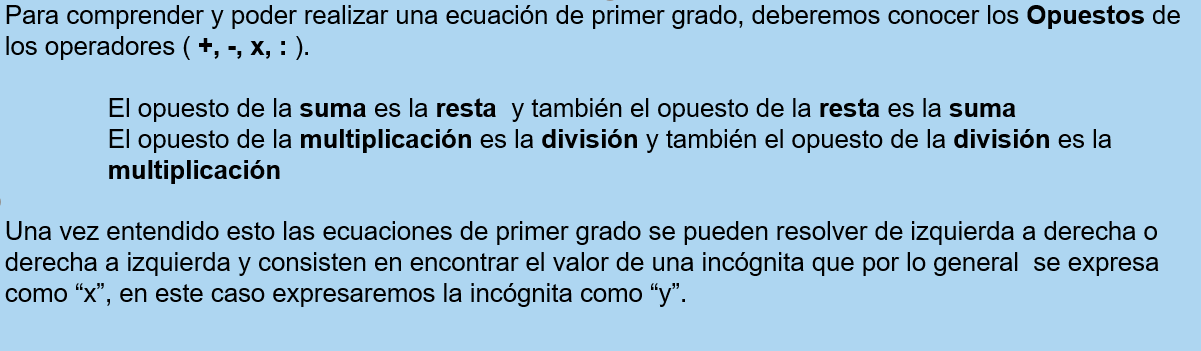 Para comprender y poder realizar una ecuación de primer grado, deberemos conocer los Opuestos de
los operadores ( +, -, x, : ).
El opuesto de la suma es la resta y también el opuesto de la resta es la suma
El opuesto de la multiplicación es la división y también el opuesto de la división es la
multiplicación
Una vez entendido esto las ecuaciones de primer grado se pueden resolver de izquierda a derecha o
derecha a izquierda y consisten en encontrar el valor de una incógnita que por lo general se expresa
como “x”, en este caso expresaremos la incógnita como “y”.